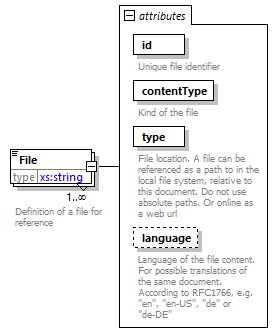 attributes
id
Unique file identifier
contentType
Kind of the file
type
File location. A file can be
referenced as a path to in the
local file system, relative to
this document. Do not use
absolute paths. Or online as
a web url
language
Language of the file content.
For possible translations of
the same document.
According to RFC1766, e.g.
"en", "en-US", "de" or
"de-DE"
File
type xs:string
1..∞
Definition of a file for
reference